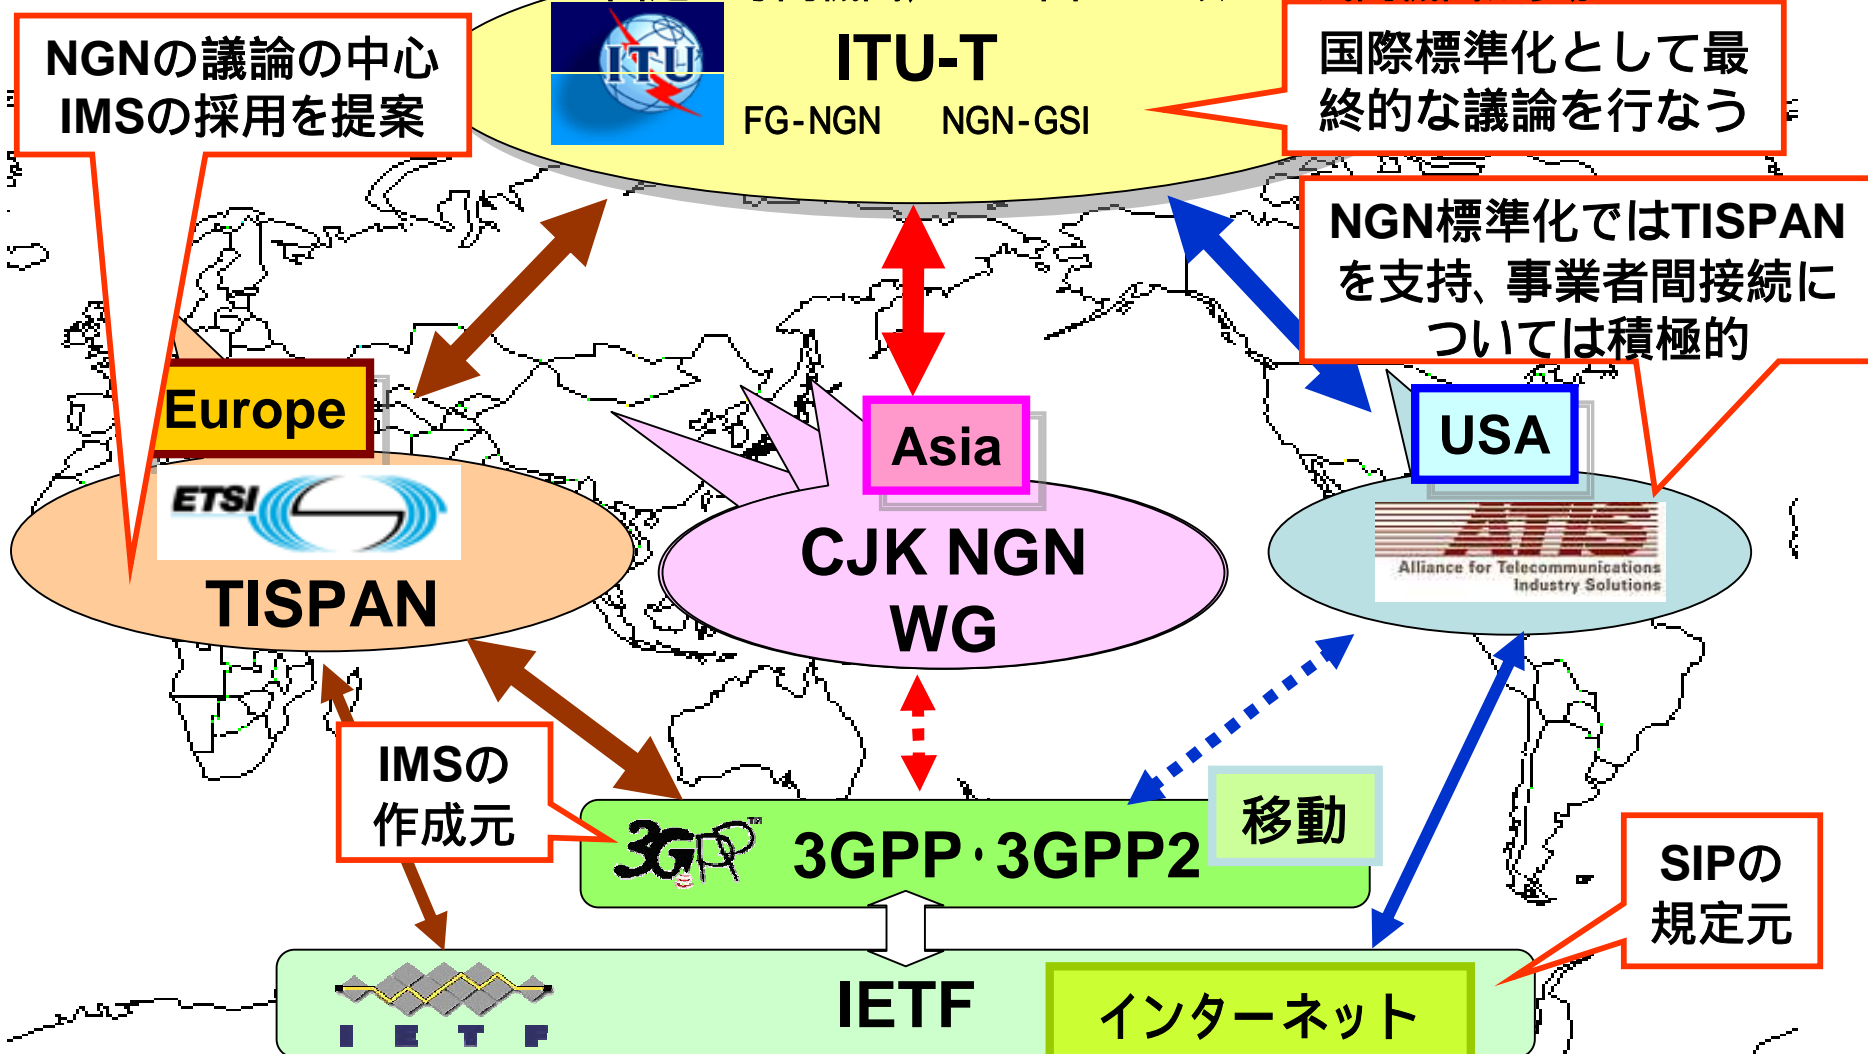 NGNの議論の中心
IMSの採用を提案
ITU
ITU-T
FG-NGN NGN-GSI
国際標準化として最
終的な議論を行なう
NGN標準化ではTISPAN
を支持、事業者間接続に
ついては積極的
Europe
ETSI
TISPAN
Asia
CJK NGN
WG
USA
ATIS
Alliance for Telecommunications
Industry Solutions
IMSの
作成元
3GPP™
3GPP・3GPP2
移動
SIPの
規定元
I E T F
IETF
インターネット